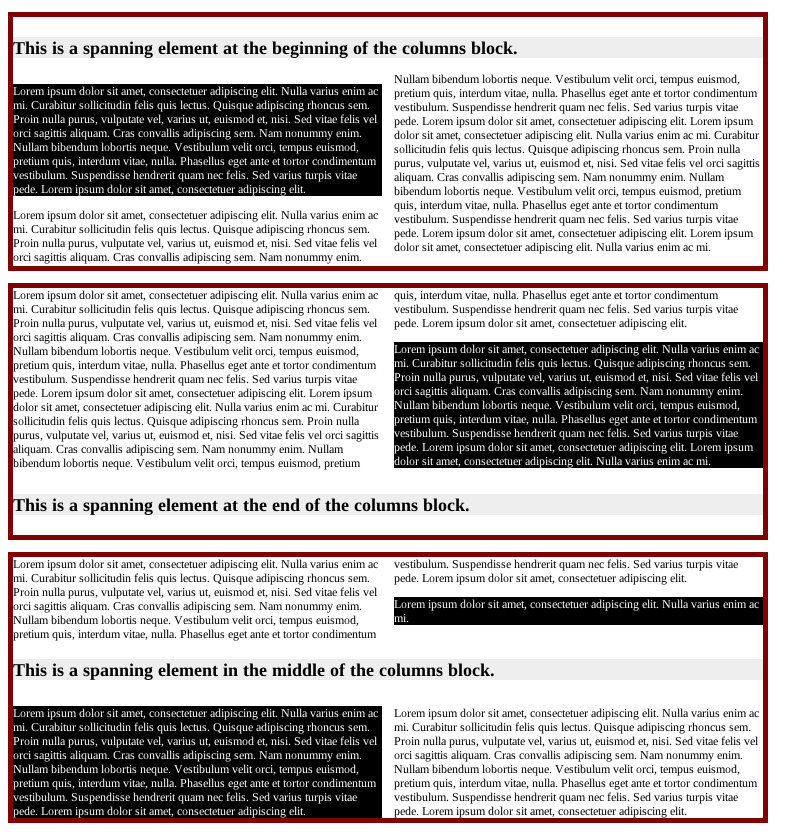 This is a spanning element at the beginning of the columns block.
Lorem ipsum dolor sit amet, consectetuer adipiscing elit. Nulla varius enim ac
mi. Curabitur sollicitudin felis quis lectus. Quisque adipiscing rhoncus sem.
Proin nulla purus, vulputate vel, varius ut, euismod et, nisi. Sed vitae felis vel
orci sagittis aliquam. Cras convallis adipiscing sem. Nam nonummy enim.
Nullam bibendum lobortis neque. Vestibulum velit orci, tempus euismod,
pretium quis, interdum vitae, nulla. Phasellus eget ante et tortor condimentum
vestibulum. Suspendisse hendrerit quam nec felis. Sed varius turpis vitae
pede. Lorem ipsum dolor sit amet, consectetuer adipiscing elit.
Lorem ipsum dolor sit amet, consectetuer adipiscing elit. Nulla varius enim ac
mi. Curabitur sollicitudin felis quis lectus. Quisque adipiscing rhoncus sem.
Proin nulla purus, vulputate vel, varius ut, euismod et, nisi. Sed vitae felis vel
orci sagittis aliquam. Cras convallis adipiscing sem. Nam nonummy enim.
Nullam bibendum lobortis neque. Vestibulum velit orci, tempus euismod,
pretium quis, interdum vitae, nulla. Phasellus eget ante et tortor condimentum
vestibulum. Suspendisse hendrerit quam nec felis. Sed varius turpis vitae
pede. Lorem ipsum dolor sit amet, consectetuer adipiscing elit. Lorem ipsum
dolor sit amet, consectetuer adipiscing elit. Nulla varius enim ac mi. Curabitur
sollicitudin felis quis lectus. Quisque adipiscing rhoncus sem. Proin nulla
purus, vulputate vel, varius ut, euismod et, nisi. Sed vitae felis vel orci sagittis
aliquam. Cras convallis adipiscing sem. Nam nonummy enim. Nullam
bibendum lobortis neque. Vestibulum velit orci, tempus euismod, pretium
quis, interdum vitae, nulla. Phasellus eget ante et tortor condimentum
vestibulum. Suspendisse hendrerit quam nec felis. Sed varius turpis vitae
pede. Lorem ipsum dolor sit amet, consectetuer adipiscing elit. Lorem ipsum
dolor sit amet, consectetuer adipiscing elit. Nulla varius enim ac mi.
Lorem ipsum dolor sit amet, consectetuer adipiscing elit. Nulla varius enim ac
mi. Curabitur sollicitudin felis quis lectus. Quisque adipiscing rhoncus sem.
Proin nulla purus, vulputate vel, varius ut, euismod et, nisi. Sed vitae felis vel
orci sagittis aliquam. Cras convallis adipiscing sem. Nam nonummy enim.
Nullam bibendum lobortis neque. Vestibulum velit orci, tempus euismod,
pretium quis, interdum vitae, nulla. Phasellus eget ante et tortor condimentum
vestibulum. Suspendisse hendrerit quam nec felis. Sed varius turpis vitae
pede. Lorem ipsum dolor sit amet, consectetuer adipiscing elit. Lorem ipsum
dolor sit amet, consectetuer adipiscing elit. Nulla varius enim ac mi. Curabitur
sollicitudin felis quis lectus. Quisque adipiscing rhoncus sem. Proin nulla
purus, vulputate vel, varius ut, euismod et, nisi. Sed vitae felis vel orci sagittis
aliquam. Cras convallis adipiscing sem. Nam nonummy enim. Nullam
bibendum lobortis neque. Vestibulum velit orci, tempus euismod, pretium
quis, interdum vitae, nulla. Phasellus eget ante et tortor condimentum
vestibulum. Suspendisse hendrerit quam nec felis. Sed varius turpis vitae
pede. Lorem ipsum dolor sit amet, consectetuer adipiscing elit.
Lorem ipsum dolor sit amet, consectetuer adipiscing elit. Nulla varius enim ac
mi. Curabitur sollicitudin felis quis lectus. Quisque adipiscing rhoncus sem.
Proin nulla purus, vulputate vel, varius ut, euismod et, nisi. Sed vitae felis vel
orci sagittis aliquam. Cras convallis adipiscing sem. Nam nonummy enim.
Nullam bibendum lobortis neque. Vestibulum velit orci, tempus euismod,
pretium quis, interdum vitae, nulla. Phasellus eget ante et tortor condimentum
vestibulum. Suspendisse hendrerit quam nec felis. Sed varius turpis vitae
pede. Lorem ipsum dolor sit amet, consectetuer adipiscing elit. Lorem ipsum
dolor sit amet, consectetuer adipiscing elit. Nulla varius enim ac mi.
This is a spanning element at the end of the columns block.
Lorem ipsum dolor sit amet, consectetuer adipiscing elit. Nulla varius enim ac
mi. Curabitur sollicitudin felis quis lectus. Quisque adipiscing rhoncus sem.
Proin nulla purus, vulputate vel, varius ut, euismod et, nisi. Sed vitae felis vel
orci sagittis aliquam. Cras convallis adipiscing sem. Nam nonummy enim.
Nullam bibendum lobortis neque. Vestibulum velit orci, tempus euismod,
pretium quis, interdum vitae, nulla. Phasellus eget ante et tortor condimentum
vestibulum. Suspendisse hendrerit quam nec felis. Sed varius turpis vitae
pede. Lorem ipsum dolor sit amet, consectetuer adipiscing elit.
Lorem ipsum dolor sit amet, consectetuer adipiscing elit. Nulla varius enim ac
mi.
This is a spanning element in the middle of the columns block.
Lorem ipsum dolor sit amet, consectetuer adipiscing elit. Nulla varius enim ac
mi. Curabitur sollicitudin felis quis lectus. Quisque adipiscing rhoncus sem.
Proin nulla purus, vulputate vel, varius ut, euismod et, nisi. Sed vitae felis vel
orci sagittis aliquam. Cras convallis adipiscing sem. Nam nonummy enim.
Nullam bibendum lobortis neque. Vestibulum velit orci, tempus euismod,
pretium quis, interdum vitae, nulla. Phasellus eget ante et tortor condimentum
vestibulum. Suspendisse hendrerit quam nec felis. Sed varius turpis vitae
pede. Lorem ipsum dolor sit amet, consectetuer adipiscing elit.
Lorem ipsum dolor sit amet, consectetuer adipiscing elit. Nulla varius enim ac
mi. Curabitur sollicitudin felis quis lectus. Quisque adipiscing rhoncus sem.
Proin nulla purus, vulputate vel, varius ut, euismod et, nisi. Sed vitae felis vel
orci sagittis aliquam. Cras convallis adipiscing sem. Nam nonummy enim.
Nullam bibendum lobortis neque. Vestibulum velit orci, tempus euismod,
pretium quis, interdum vitae, nulla. Phasellus eget ante et tortor condimentum
vestibulum. Suspendisse hendrerit quam nec felis. Sed varius turpis vitae
pede. Lorem ipsum dolor sit amet, consectetuer adipiscing elit.